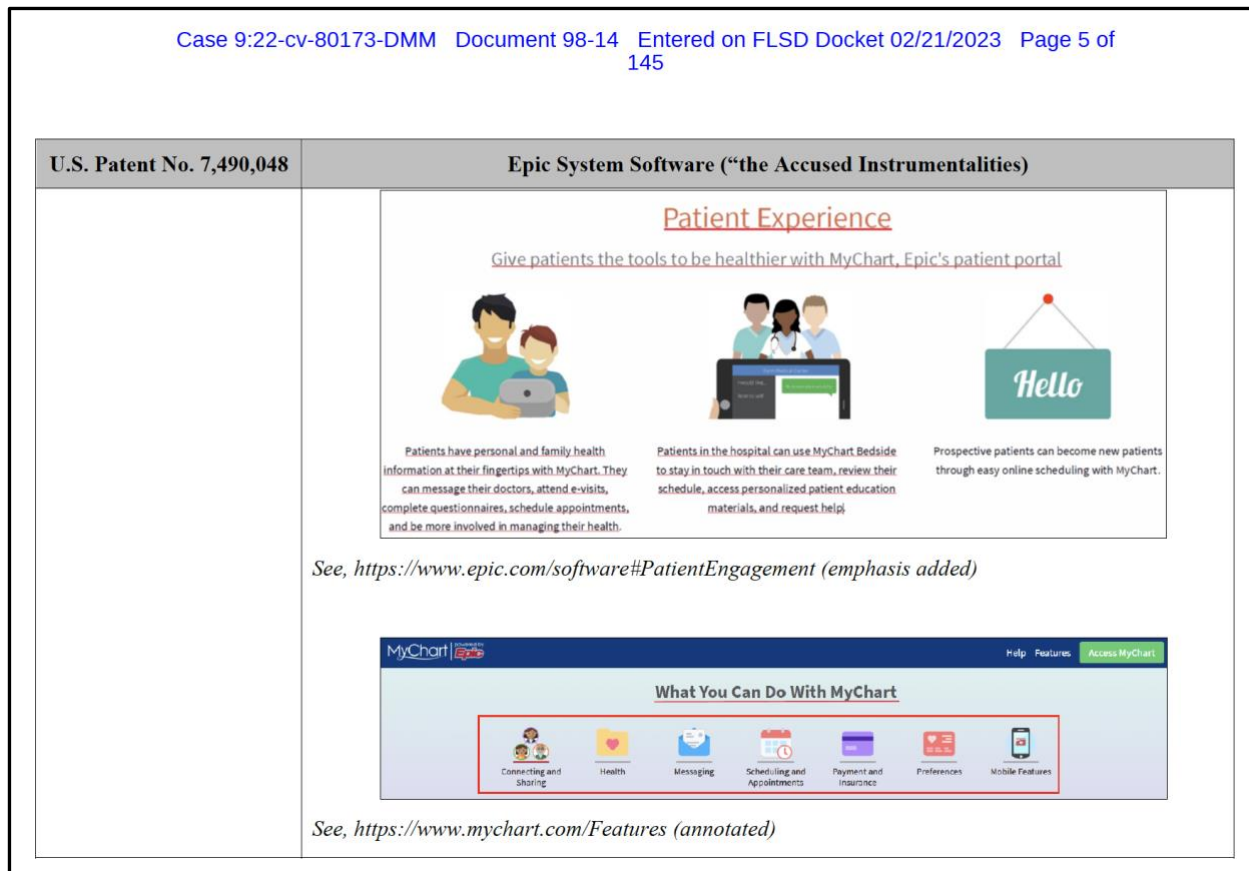 Case 9:22-cv-80173-DMM Document 98-14 Entered on FLSD Docket 02/21/2023 Page 5 of
145
U.S. Patent No. 7,490,048
Epic System Software (“the Accused Instrumentalities)
Patient Experience
Give patients the tools to be healthier with MyChart, Epic's patient portal
Hello
Patients have personal and family health
information at their fingertips with MyChart. They
can message their doctors, attend e-visits,
complete questionnaires, schedule appointments,
and be more involved in managing their health.
Patients in the hospital can use MyChart Bedside
to stay in touch with their care team, review their
schedule, access personalized patient education
materials, and request help.
Prospective patients can become new patients
through easy online scheduling with MyChart.
See, https://www.epic.com/software#PatientEngagement (emphasis added)
MyChart Epic
Help Features Access MyChart
What You Can Do With MyChart
Connecting and
Sharing
Health
Messaging
Scheduling and
Appointments
Payment and
Insurance
Preferences
Mobile Features
See, https://www.mychart.com/Features (annotated)